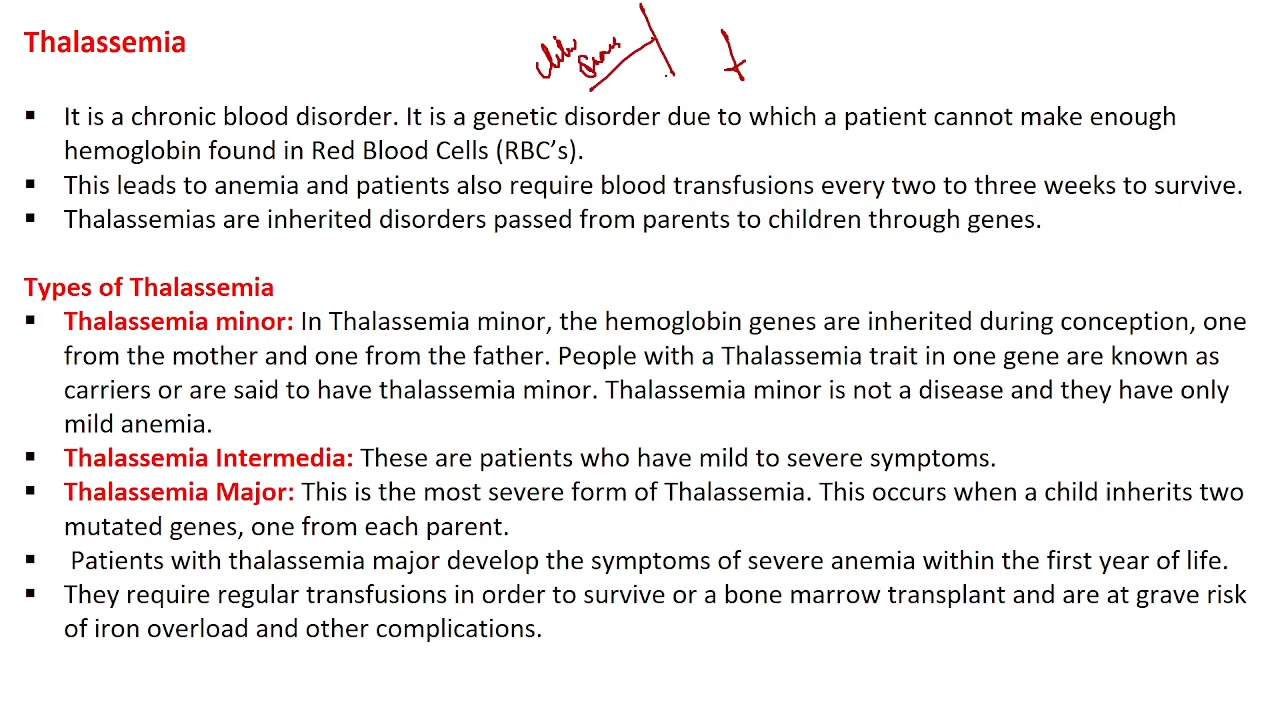 Thalassemia
▪ It is a chronic blood disorder. It is a genetic disorder due to which a patient cannot make enough
hemoglobin found in Red Blood Cells (RBC’s).
▪ This leads to anemia and patients also require blood transfusions every two to three weeks to survive.
▪ Thalassemias are inherited disorders passed from parents to children through genes.
Types of Thalassemia
▪ Thalassemia minor: In Thalassemia minor, the hemoglobin genes are inherited during conception, one
from the mother and one from the father. People with a Thalassemia trait in one gene are known as
carriers or are said to have thalassemia minor. Thalassemia minor is not a disease and they have only
mild anemia.
▪ Thalassemia Intermedia: These are patients who have mild to severe symptoms.
▪ Thalassemia Major: This is the most severe form of Thalassemia. This occurs when a child inherits two
mutated genes, one from each parent.
▪ Patients with thalassemia major develop the symptoms of severe anemia within the first year of life.
▪ They require regular transfusions in order to survive or a bone marrow transplant and are at grave risk
of iron overload and other complications.